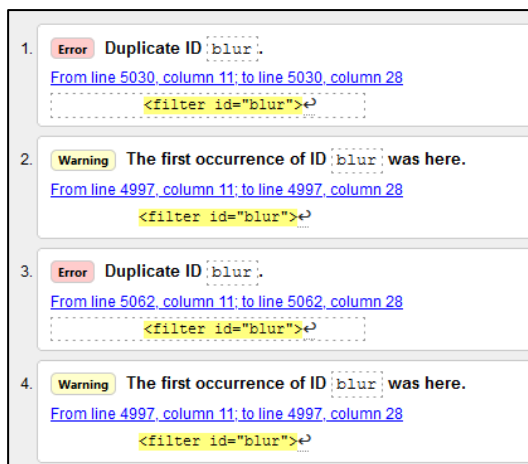 1. Error Duplicate ID blur.
From line 5030, column 11; to line 5030, column 28
<filter id="blur">↩
2. Warning The first occurrence of ID blur was here.
From line 4997, column 11; to line 4997, column 28
<filter id="blur">↩
3. Error Duplicate ID blur.
From line 5062, column 11; to line 5062, column 28
<filter id="blur">↩
4. Warning The first occurrence of ID blur was here.
From line 4997, column 11; to line 4997, column 28
<filter id="blur">↩